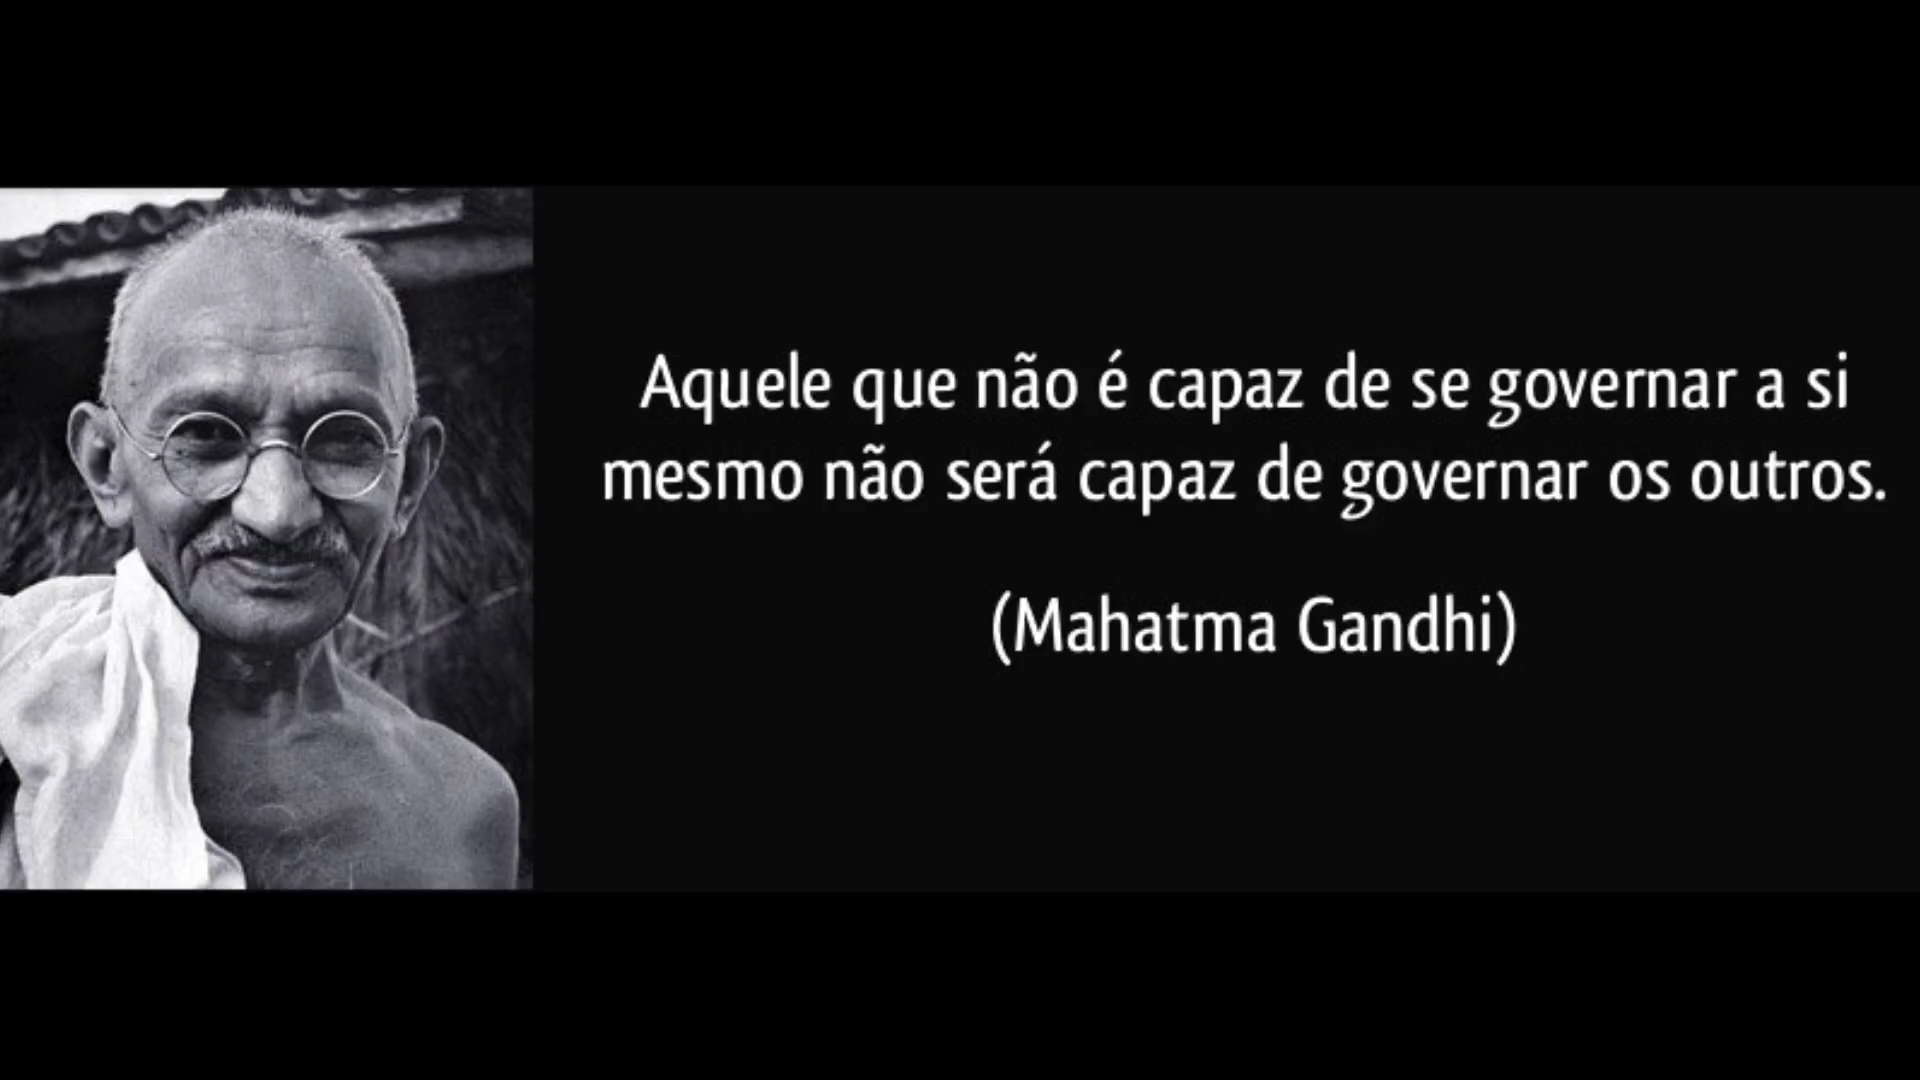 Aquele que não é capaz de se governar a si
mesmo não será capaz de governar os outros.
(Mahatma Gandhi)